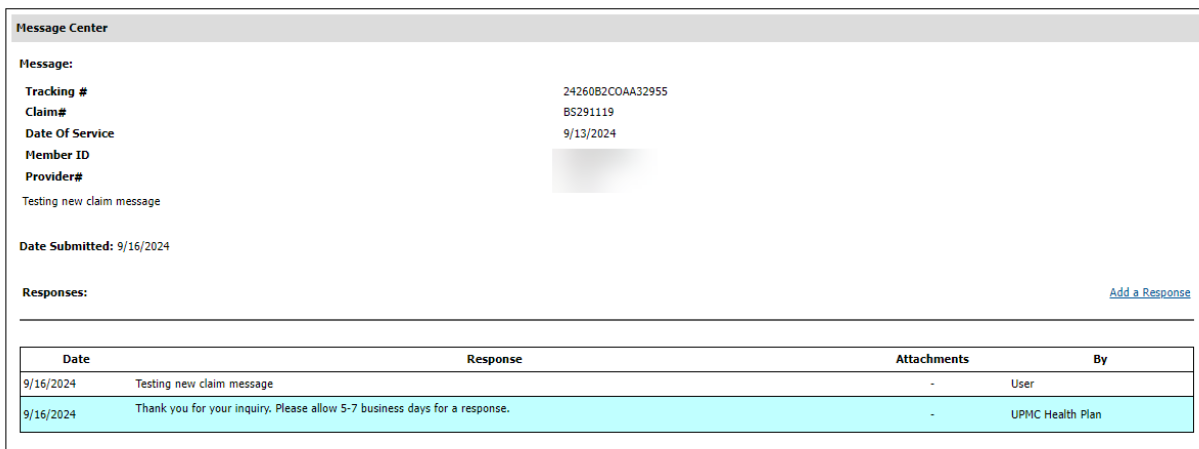 Message Center
Message:
Tracking # 24260B2COAA32955
Claim# BS291119
Date Of Service 9/13/2024
Member ID
Provider#
Testing new claim message
Date Submitted: 9/16/2024
Responses: Add a Response
Date Response Attachments By
9/16/2024 Testing new claim message - User
9/16/2024 Thank you for your inquiry. Please allow 5-7 business days for a response. - UPMC Health Plan